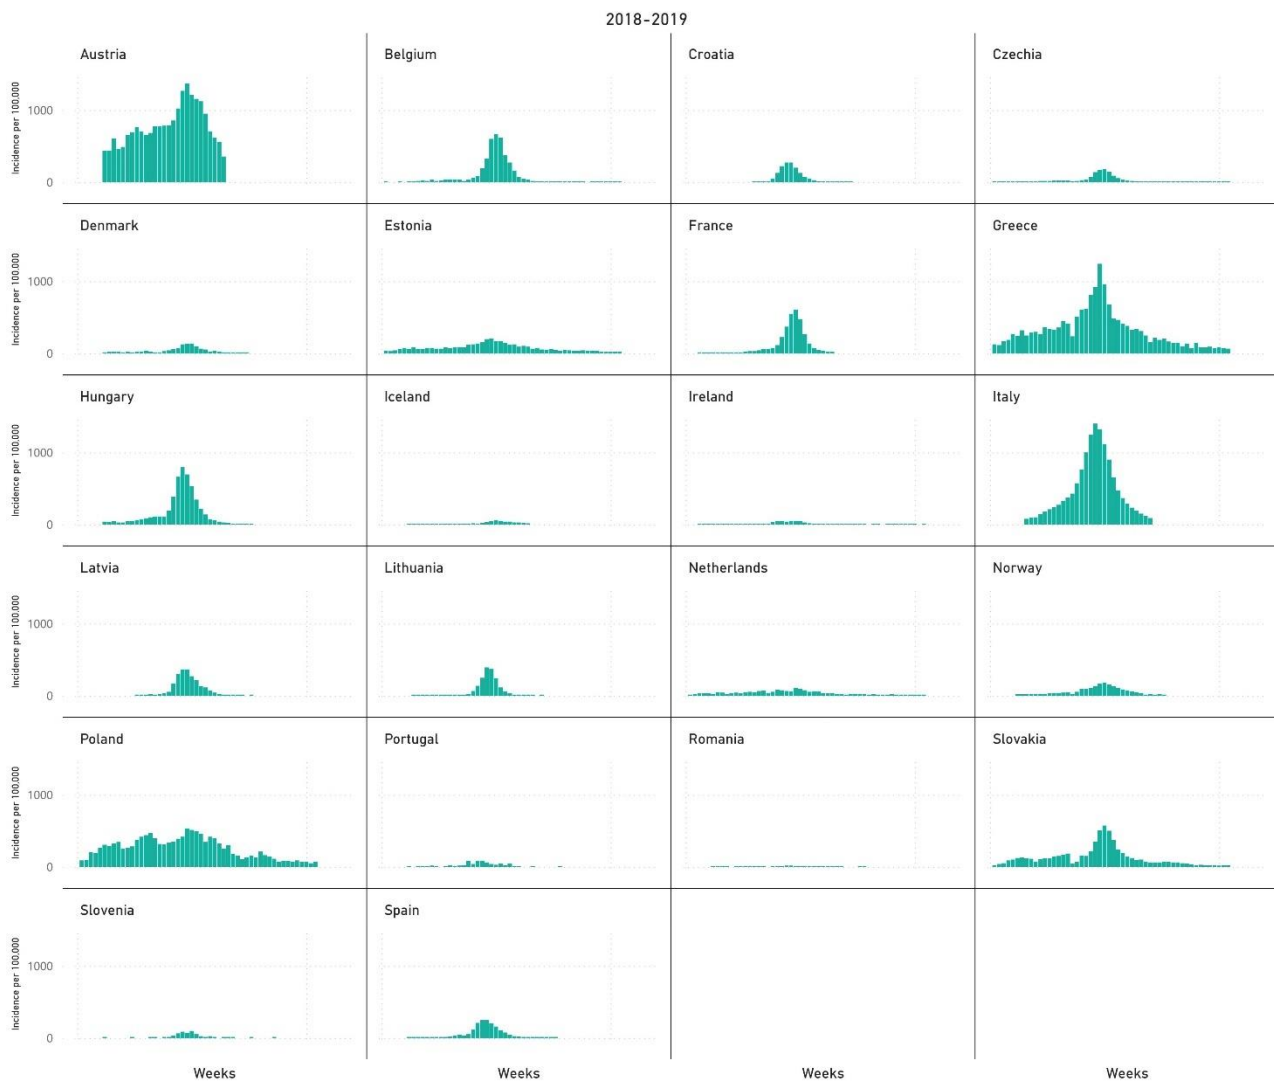 2018-2019
Austria Belgium Croatia Czechia
Incidence per 100.000
1000
0
Denmark Estonia France Greece
Incidence per 100.000
1000
0
Hungary Iceland Ireland Italy
Incidence per 100.000
1000
0
Latvia Lithuania Netherlands Norway
Incidence per 100.000
1000
0
Poland Portugal Romania Slovakia
Incidence per 100.000
1000
0
Slovenia Spain
Incidence per 100.000
1000
0
Weeks Weeks Weeks Weeks